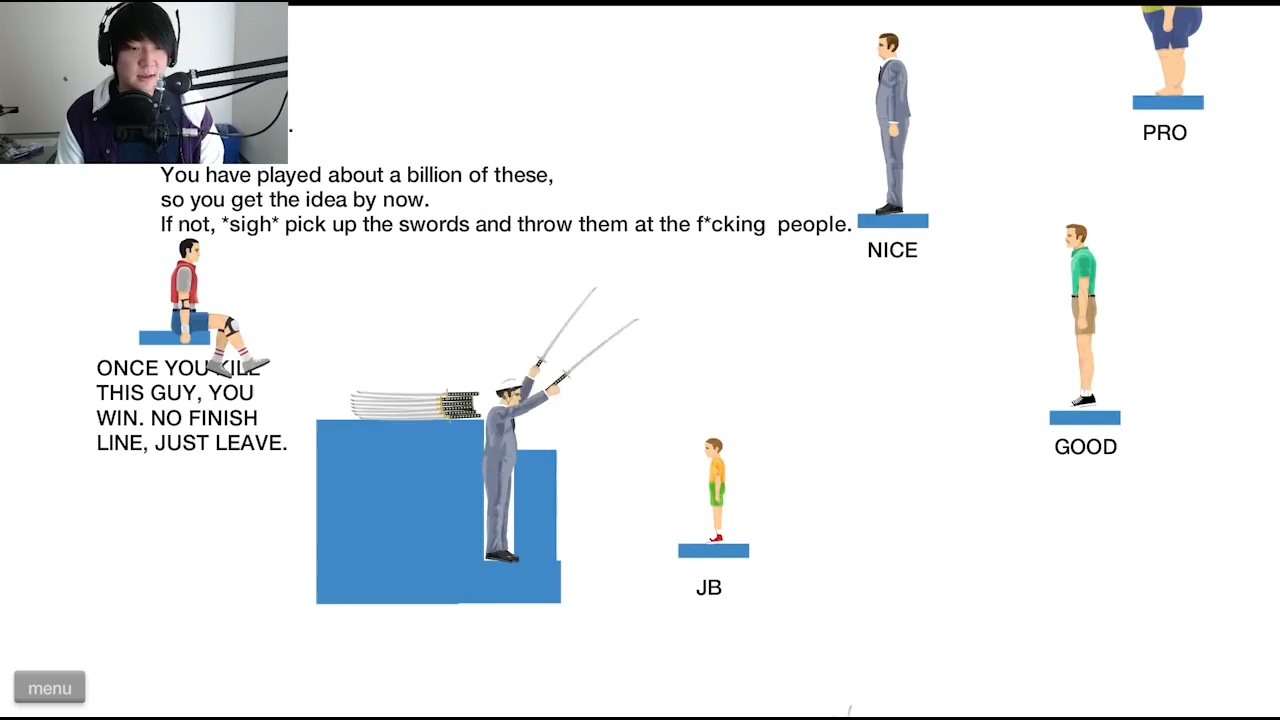 PRO
You have played about a billion of these,
so you get the idea by now.
If not, *sigh* pick up the swords and throw them at the f*cking people.
NICE
ONCE YOU KILL
THIS GUY, YOU
WIN. NO FINISH
LINE, JUST LEAVE.
GOOD
JB
menu